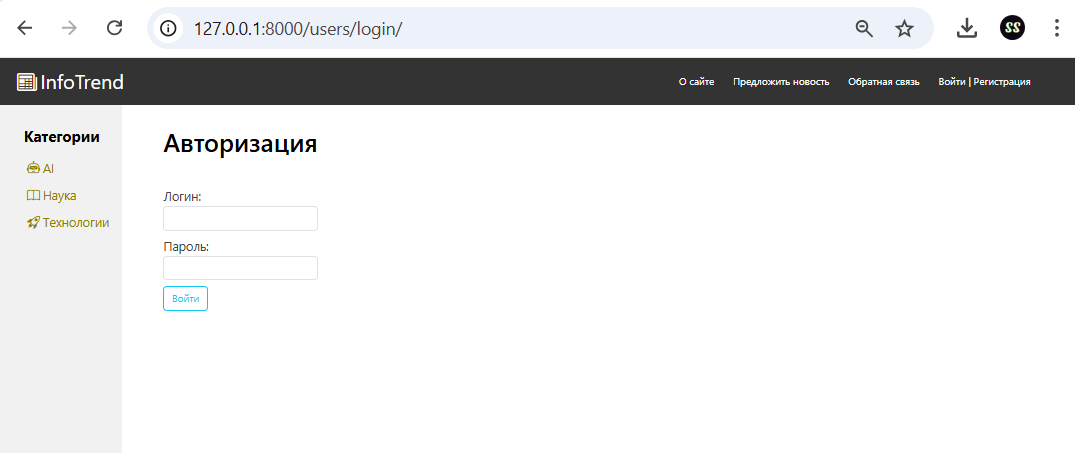 127.0.0.1:8000/users/login/
SS
InfoTrend
О сайте Предложить новость Обратная связь Войти | Регистрация
Категории
AI
Наука
Технологии
Авторизация
Логин:
Пароль:
Войти